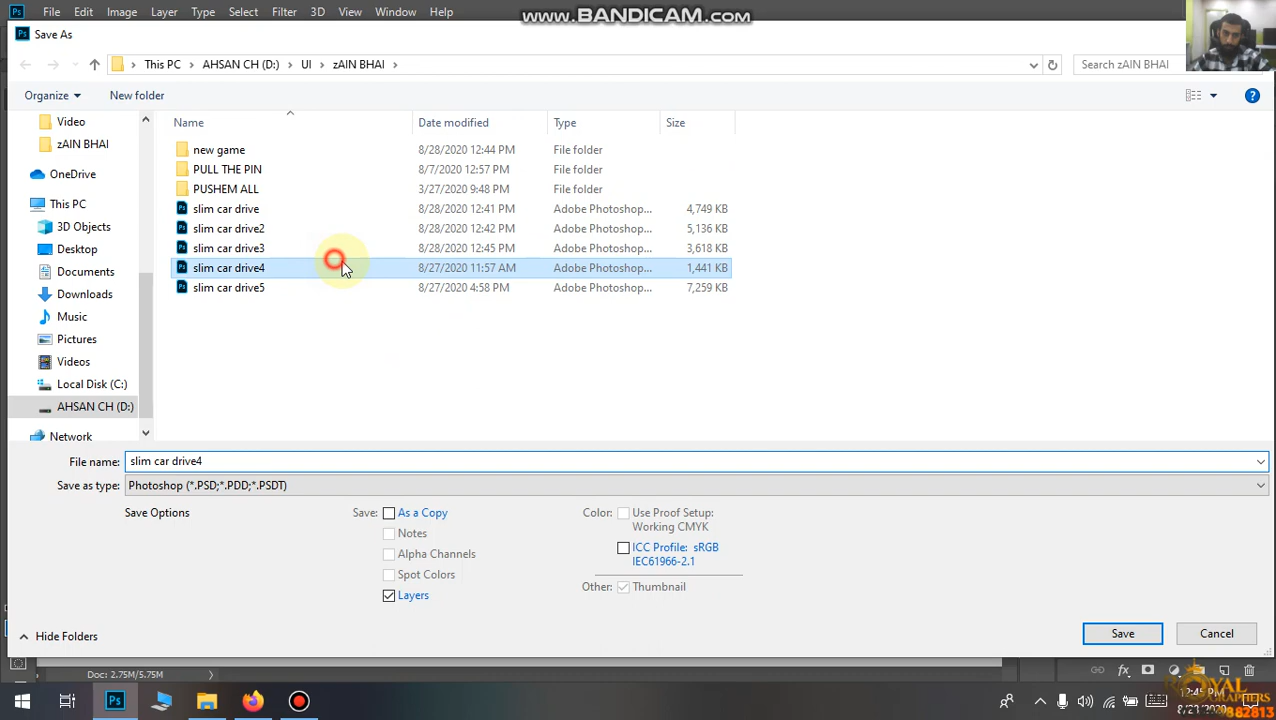 File Edit Image Layer Type Select Filter 3D View Window Help
www.BANDICAM.com
Save As
This PC > AHSAN CH (D:) > UI > zAIN BHAI >
Search zAIN BHAI
Organize
New folder
Name Date modified Type Size
Video
zAIN BHAI
OneDrive
This PC
3D Objects
Desktop
Documents
Downloads
Music
Pictures
Videos
Local Disk (C:)
AHSAN CH (D:)
Network
new game 8/28/2020 12:44 PM File folder
PULL THE PIN 8/7/2020 12:57 PM File folder
PUSHEM ALL 3/27/2020 9:48 PM File folder
slim car drive 8/28/2020 12:41 PM Adobe Photoshop... 4,749 KB
slim car drive2 8/28/2020 12:42 PM Adobe Photoshop... 5,136 KB
slim car drive3 8/28/2020 12:45 PM Adobe Photoshop... 3,618 KB
slim car drive4 8/27/2020 11:57 AM Adobe Photoshop... 1,441 KB
slim car drive5 8/27/2020 4:58 PM Adobe Photoshop... 7,259 KB
File name: slim car drive4
Save as type: Photoshop (*.PSD;*.PDD;*.PSDT)
Save Options
Save: As a Copy
Notes
Alpha Channels
Spot Colors
Layers
Color: Use Proof Setup:
Working CMYK
ICC Profile: sRGB
IEC61966-2.1
Other: Thumbnail
Hide Folders
Save
Cancel
Doc: 2.75M/5.75M
12:45 PM